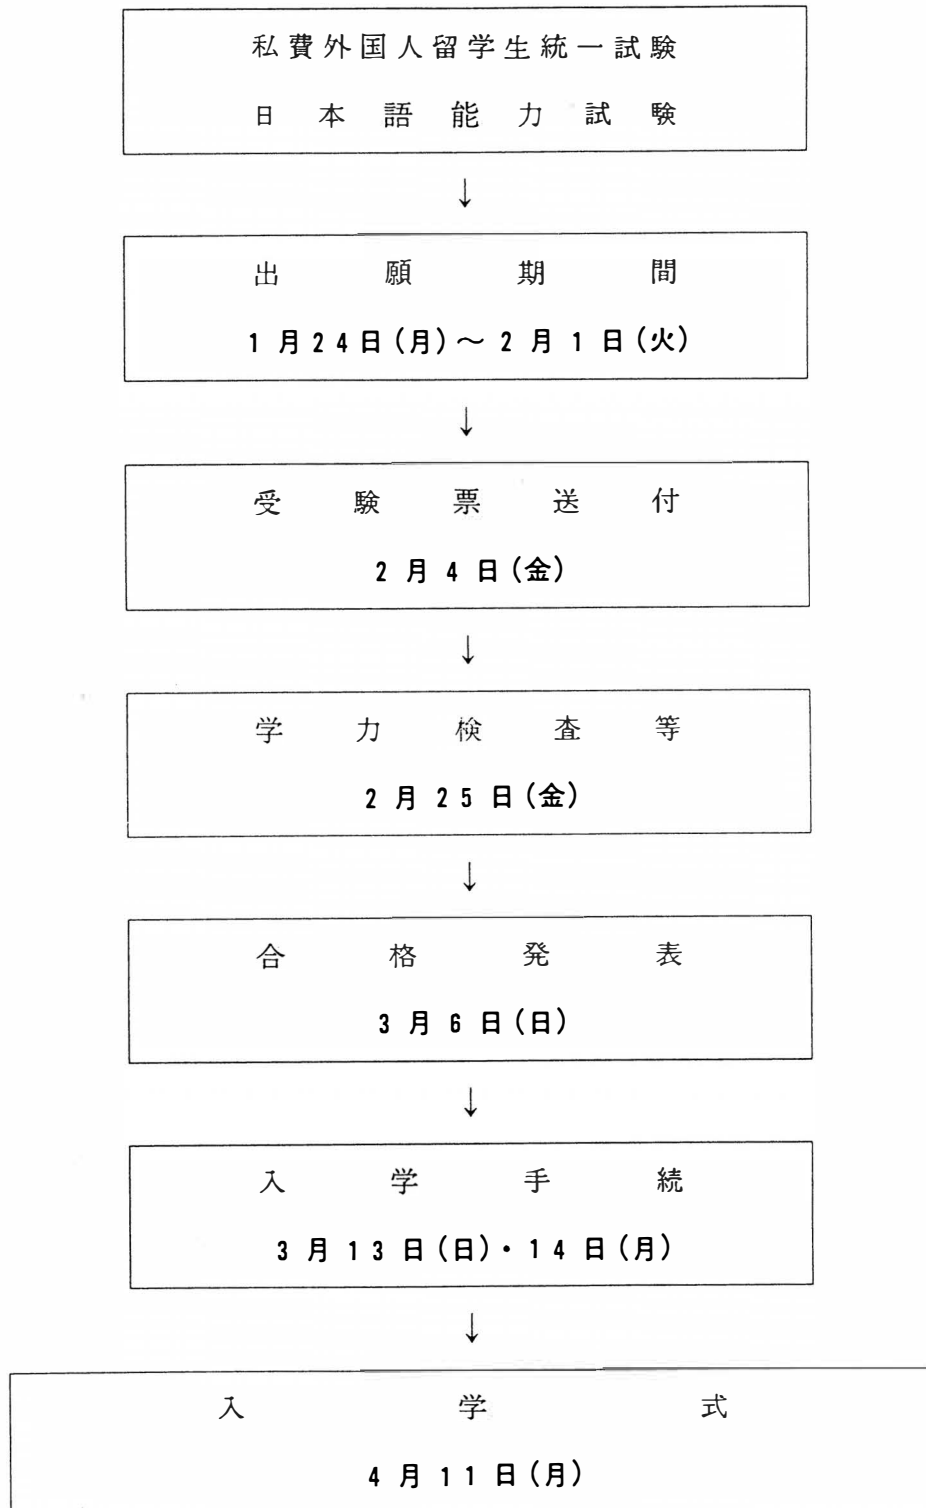 私費外国人留学生統一試験
日本語能力試験
↓
出願期間
1月24日(月)～2月1日(火)
↓
受験票送付
2月4日(金)
↓
学力検査等
2月25日(金)
↓
合格発表
3月6日(日)
↓
入学手続
3月13日(日)・14日(月)
↓
入学式
4月11日(月)